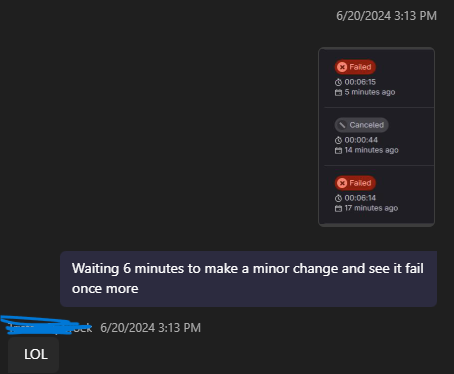 6/20/2024 3:13 PM
Failed
00:06:15
5 minutes ago
Canceled
00:00:44
14 minutes ago
Failed
00:06:14
17 minutes ago
Waiting 6 minutes to make a minor change and see it fail
once more
6/20/2024 3:13 PM
LOL